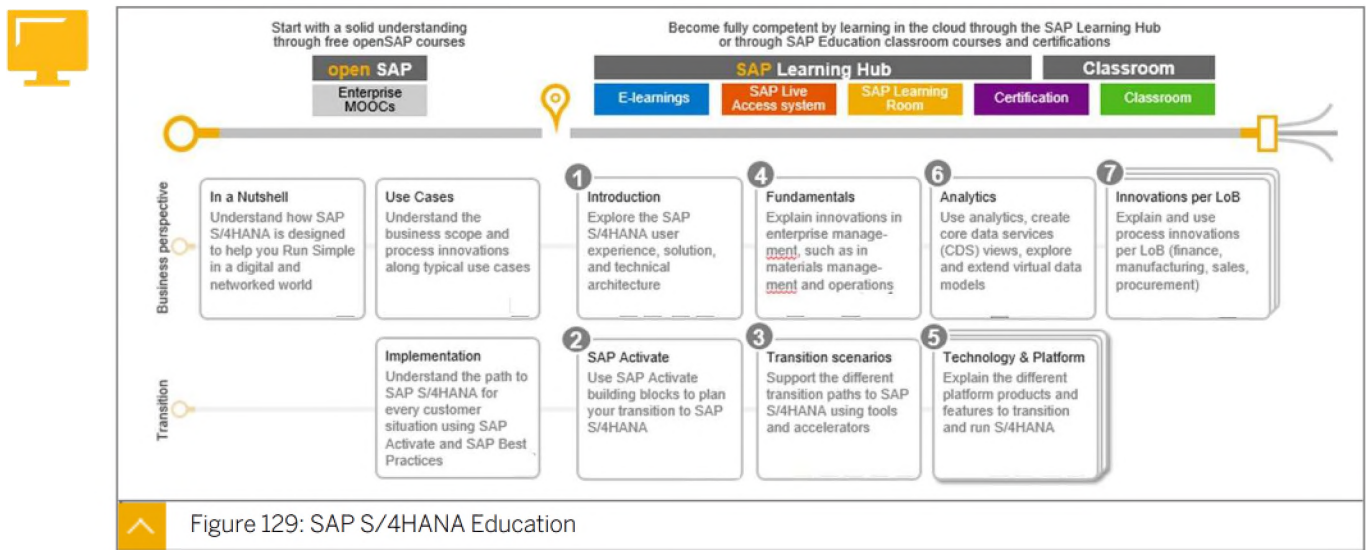 Start with a solid understanding
through free openSAP courses
Become fully competent by learning in the cloud through the SAP Learning Hub
or through SAP Education classroom courses and certifications
open SAP
SAP Learning Hub
Classroom
Enterprise
MOOCs
E-learnings
SAP Live
Access system
SAP Learning
Room
Certification
Classroom
Business perspective
In a Nutshell
Understand how SAP
S/4HANA is designed
to help you Run Simple
in a digital and
networked world
Use Cases
Understand the
business scope and
process innovations
along typical use cases
1
Introduction
Explore the SAP
S/4HANA user
experience, solution,
and technical
architecture
4
Fundamentals
Explain innovations in
enterprise manage-
ment, such as in
materials manage-
ment and operations
6
Analytics
Use analytics, create
core data services
(CDS) views, explore
and extend virtual data
models
7
Innovations per LoB
Explain and use
process innovations
per LoB (finance,
manufacturing, sales,
procurement)
Transition
Implementation
Understand the path to
SAP S/4HANA for
every customer
situation using SAP
Activate and SAP Best
Practices
2
SAP Activate
Use SAP Activate
building blocks to plan
your transition to SAP
S/4HANA
3
Transition scenarios
Support the different
transition paths to SAP
S/4HANA using tools
and accelerators
5
Technology & Platform
Explain the different
platform products and
features to transition
and run S/4HANA
Figure 129: SAP S/4HANA Education